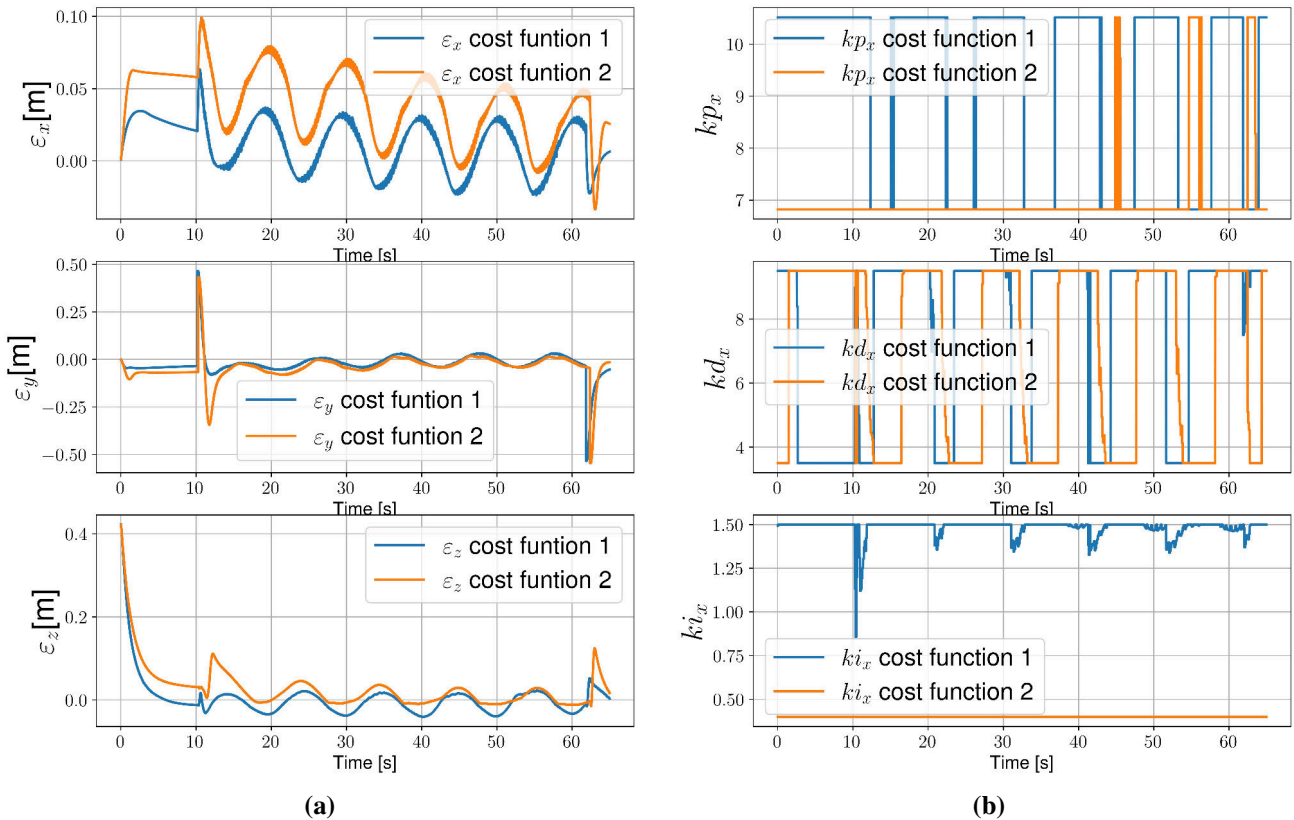 0.10
0.05
0.00
εx[m]
εx cost funtion 1
εx cost funtion 2
0 10 20 30 40 50 60
Time [s]
0.50
0.25
0.00
−0.25
−0.50
εy[m]
εy cost funtion 1
εy cost funtion 2
0 10 20 30 40 50 60
Time [s]
0.4
0.2
0.0
εz[m]
εz cost funtion 1
εz cost funtion 2
0 10 20 30 40 50 60
Time [s]
(a)
10
9
8
7
kpx
kpx cost function 1
kpx cost function 2
0 10 20 30 40 50 60
Time [s]
8
6
4
kdx
kdx cost function 1
kdx cost function 2
0 10 20 30 40 50 60
Time [s]
1.50
1.25
1.00
0.75
0.50
kix
kix cost function 1
kix cost function 2
0 10 20 30 40 50 60
Time [s]
(b)